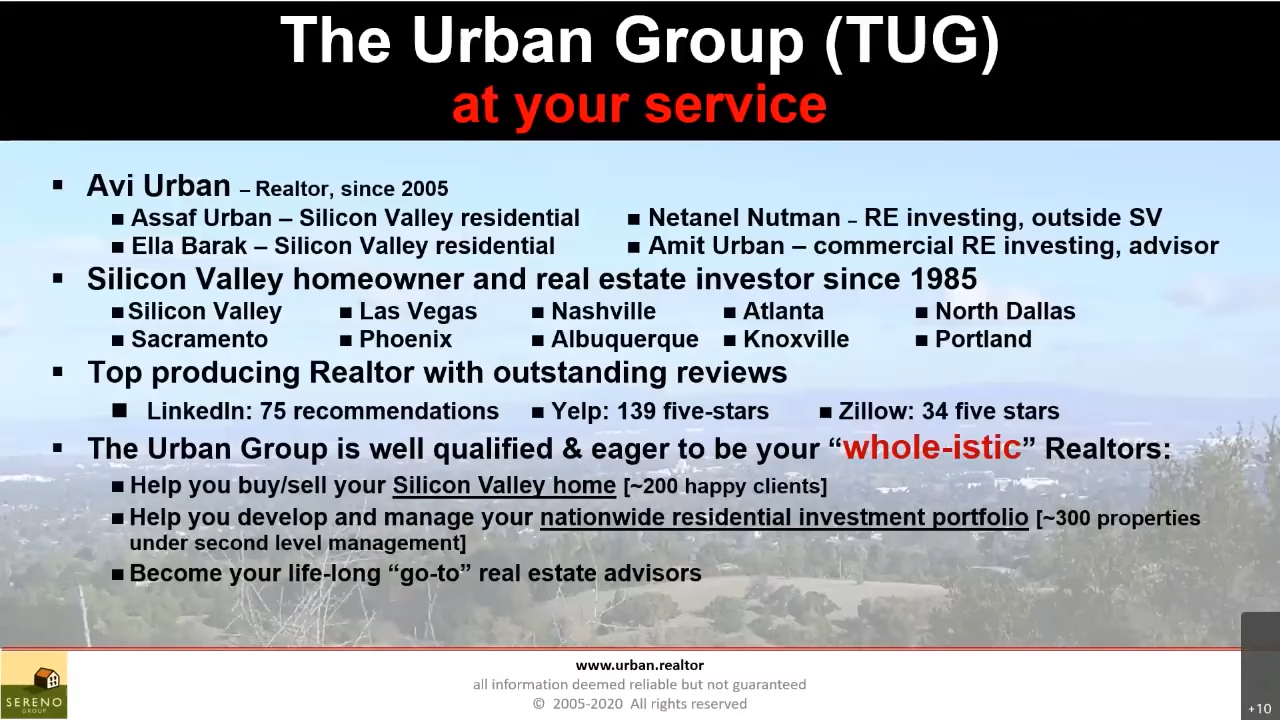 The Urban Group (TUG)
at your service
▪ Avi Urban – Realtor, since 2005
■ Assaf Urban – Silicon Valley residential ■ Netanel Nutman – RE investing, outside SV
■ Ella Barak – Silicon Valley residential ■ Amit Urban – commercial RE investing, advisor
▪ Silicon Valley homeowner and real estate investor since 1985
■ Silicon Valley ■ Las Vegas ■ Nashville ■ Atlanta ■ North Dallas
■ Sacramento ■ Phoenix ■ Albuquerque ■ Knoxville ■ Portland
▪ Top producing Realtor with outstanding reviews
■ LinkedIn: 75 recommendations ■ Yelp: 139 five-stars ■ Zillow: 34 five stars
▪ The Urban Group is well qualified & eager to be your “whole-istic” Realtors:
■ Help you buy/sell your Silicon Valley home [~200 happy clients]
■ Help you develop and manage your nationwide residential investment portfolio [~300 properties
under second level management]
■ Become your life-long “go-to” real estate advisors
www.urban.realtor
all information deemed reliable but not guaranteed
© 2005-2020 All rights reserved
SERENO
GROUP
+10